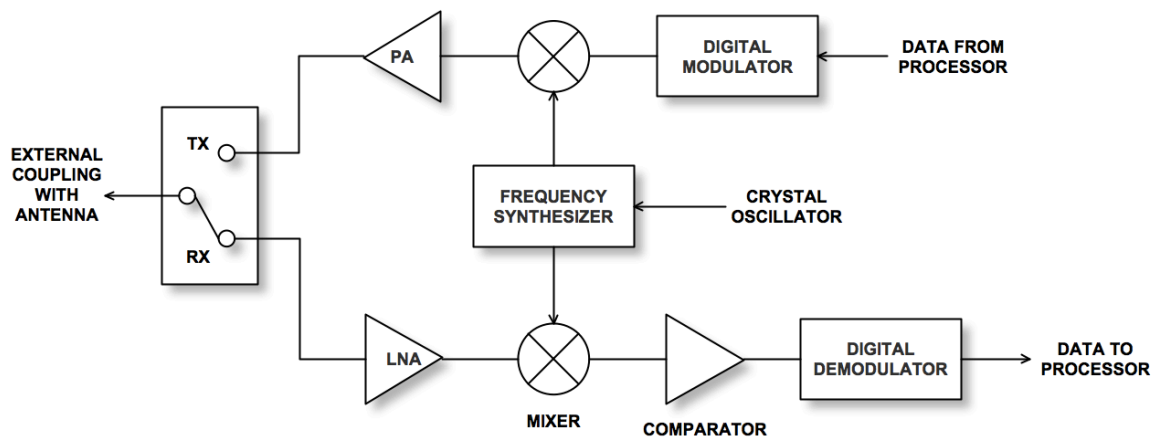 PA
DIGITAL
MODULATOR
DATA FROM
PROCESSOR
TX
EXTERNAL
COUPLING
WITH
ANTENNA
RX
FREQUENCY
SYNTHESIZER
CRYSTAL
OSCILLATOR
LNA
MIXER
COMPARATOR
DIGITAL
DEMODULATOR
DATA TO
PROCESSOR